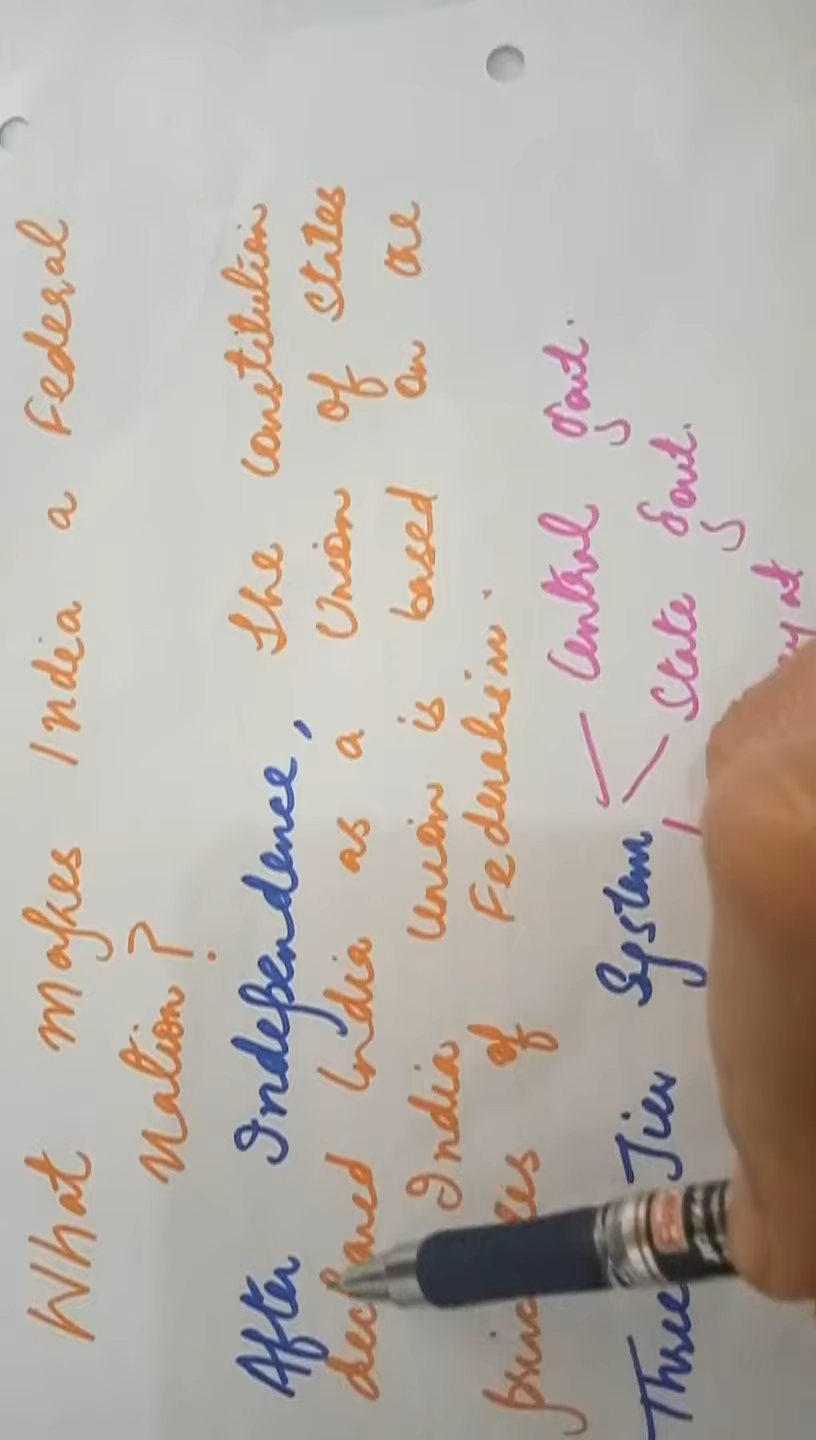 What makes India a Federal
Nation?
After Independence, the constitution
declared India as a Union of States
India Union is based on the
principles of Federalism.
Three Tier System Central Govt.
State Govt.